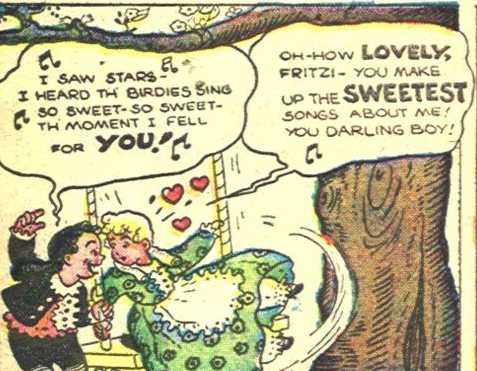 I SAW STARS-
I HEARD TH' BIRDIES SING
SO SWEET-SO SWEET-
TH' MOMENT I FELL
FOR YOU!
OH-HOW LOVELY,
FRITZI-YOU MAKE
UP THE SWEETEST
SONGS ABOUT ME!
YOU DARLING BOY!